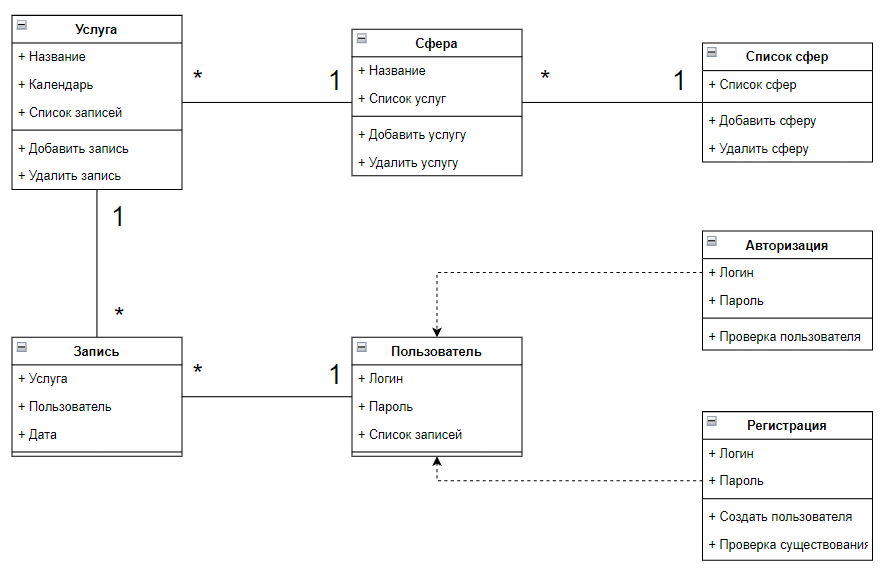 Услуга
+ Название
+ Календарь
+ Список записей
+ Добавить запись
+ Удалить запись
*
1
Сфера
+ Название
+ Список услуг
+ Добавить услугу
+ Удалить услугу
*
1
Список сфер
+ Список сфер
+ Добавить сферу
+ Удалить сферу
1
*
Запись
+ Услуга
+ Пользователь
+ Дата
*
1
Пользователь
+ Логин
+ Пароль
+ Список записей
Авторизация
+ Логин
+ Пароль
+ Проверка пользователя
Регистрация
+ Логин
+ Пароль
+ Создать пользователя
+ Проверка существования